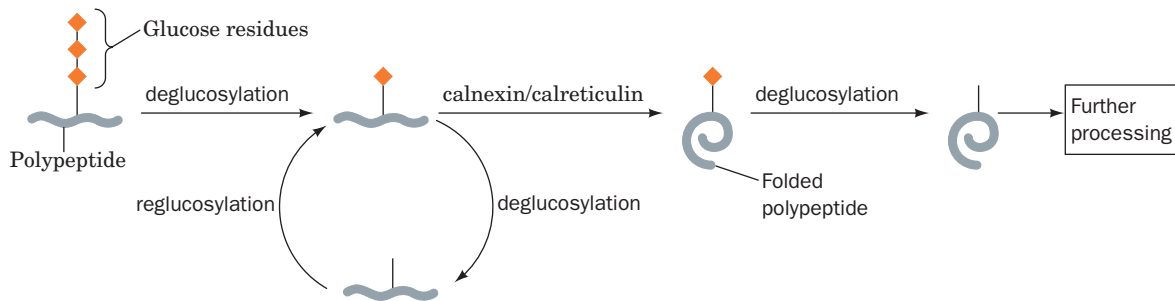 Glucose residues
deglucosylation
calnexin/calreticulin
deglucosylation
Further
processing
Polypeptide
Folded
polypeptide
reglucosylation
deglucosylation